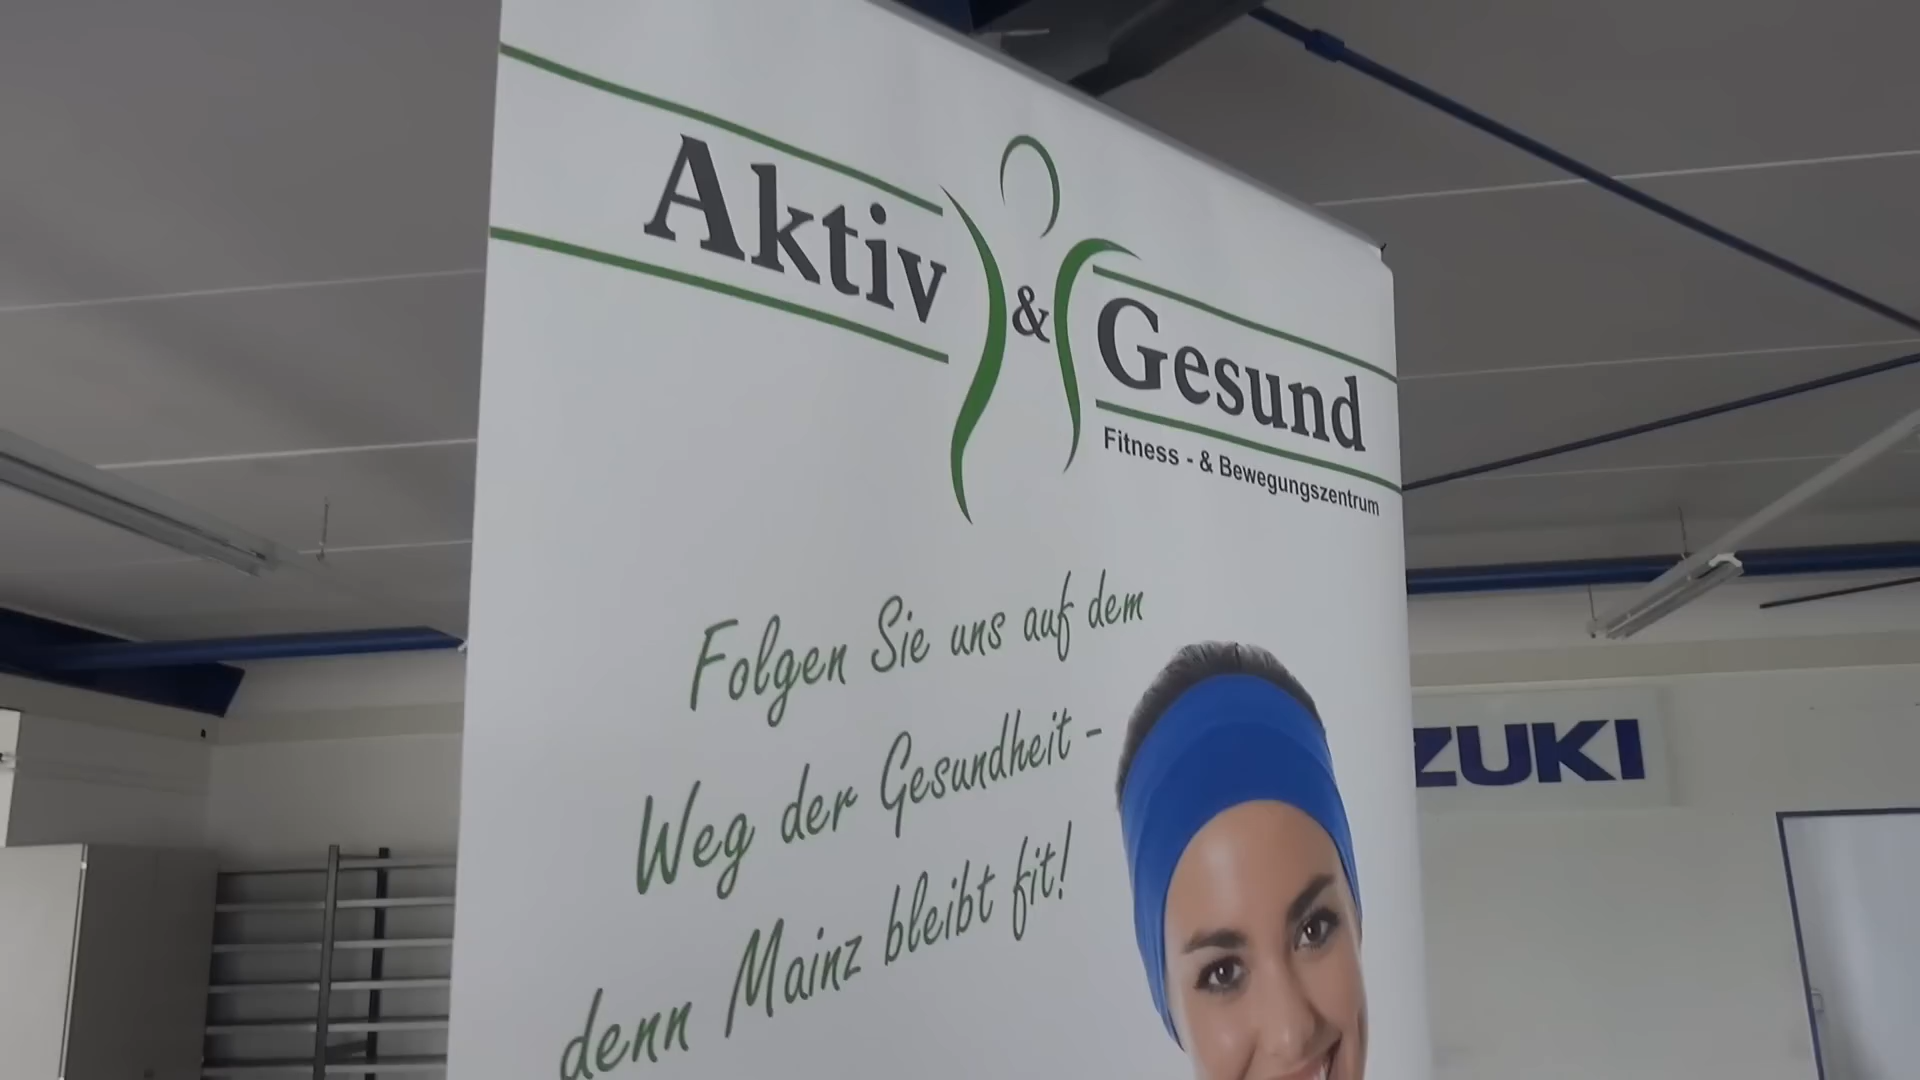 Aktiv & Gesund
Fitness - & Bewegungszentrum
Folgen Sie uns auf dem
Weg der Gesundheit -
denn Mainz bleibt fit!
ZUKI